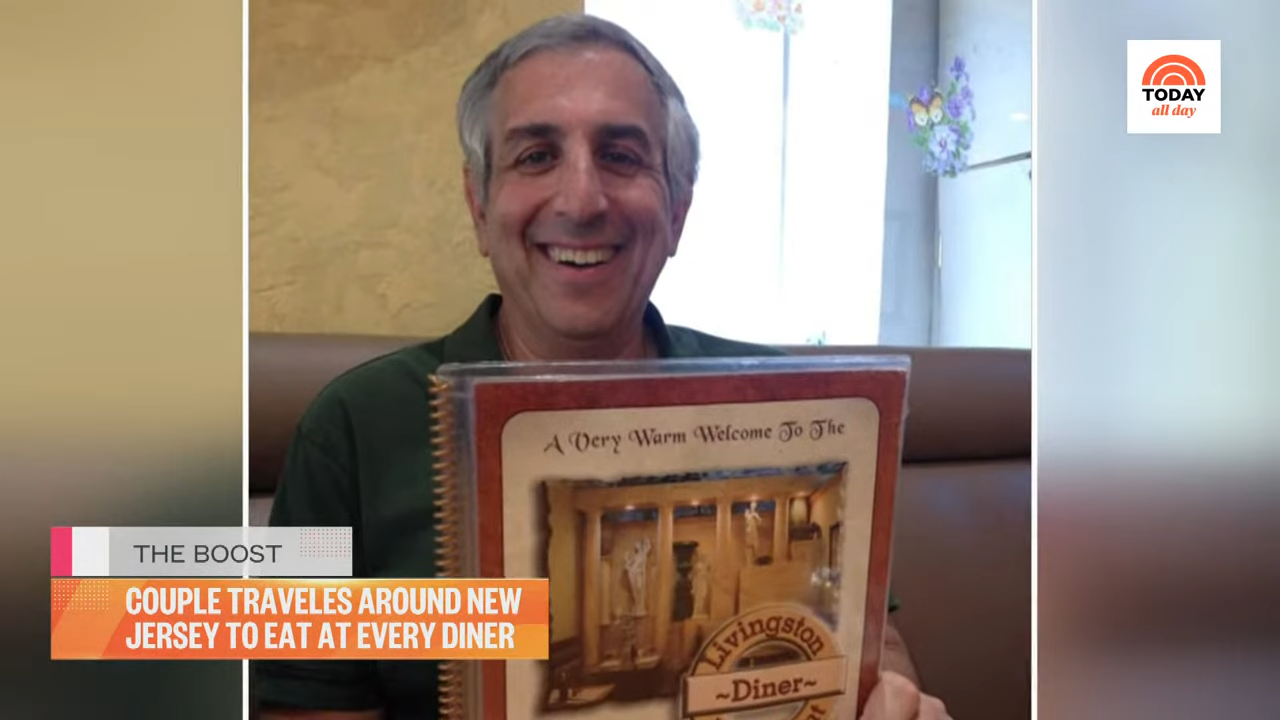 TODAY
all day
A Very Warm Welcome To The
Livingston
~Diner~
THE BOOST
COUPLE TRAVELES AROUND NEW
JERSEY TO EAT AT EVERY DINER